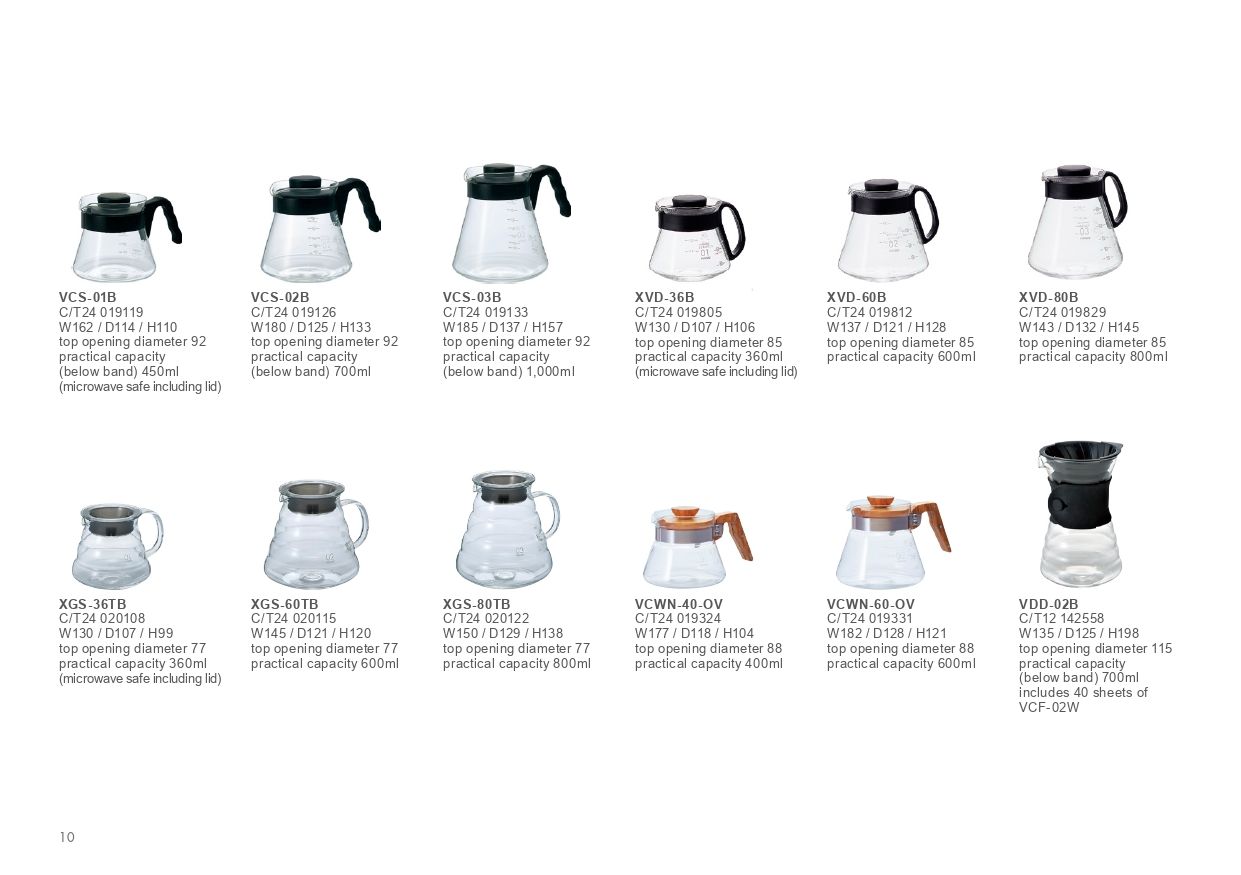 VCS-01B
C/T24 019119
W162 / D114 / H110
top opening diameter 92
practical capacity
(below band) 450ml
(microwave safe including lid)
VCS-02B
C/T24 019126
W180 / D125 / H133
top opening diameter 92
practical capacity
(below band) 700ml
VCS-03B
C/T24 019133
W185 / D137 / H157
top opening diameter 92
practical capacity
(below band) 1,000ml
XVD-36B
C/T24 019805
W130 / D107 / H106
top opening diameter 85
practical capacity 360ml
(microwave safe including lid)
XVD-60B
C/T24 019812
W137 / D121 / H128
top opening diameter 85
practical capacity 600ml
XVD-80B
C/T24 019829
W143 / D132 / H145
top opening diameter 85
practical capacity 800ml
XGS-36TB
C/T24 020108
W130 / D107 / H99
top opening diameter 77
practical capacity 360ml
(microwave safe including lid)
XGS-60TB
C/T24 020115
W145 / D121 / H120
top opening diameter 77
practical capacity 600ml
XGS-80TB
C/T24 020122
W150 / D129 / H138
top opening diameter 77
practical capacity 800ml
VCWN-40-OV
C/T24 019324
W177 / D118 / H104
top opening diameter 88
practical capacity 400ml
VCWN-60-OV
C/T24 019331
W182 / D128 / H121
top opening diameter 88
practical capacity 600ml
VDD-02B
C/T12 142558
W135 / D125 / H198
top opening diameter 115
practical capacity
(below band) 700ml
includes 40 sheets of
VCF-02W
10